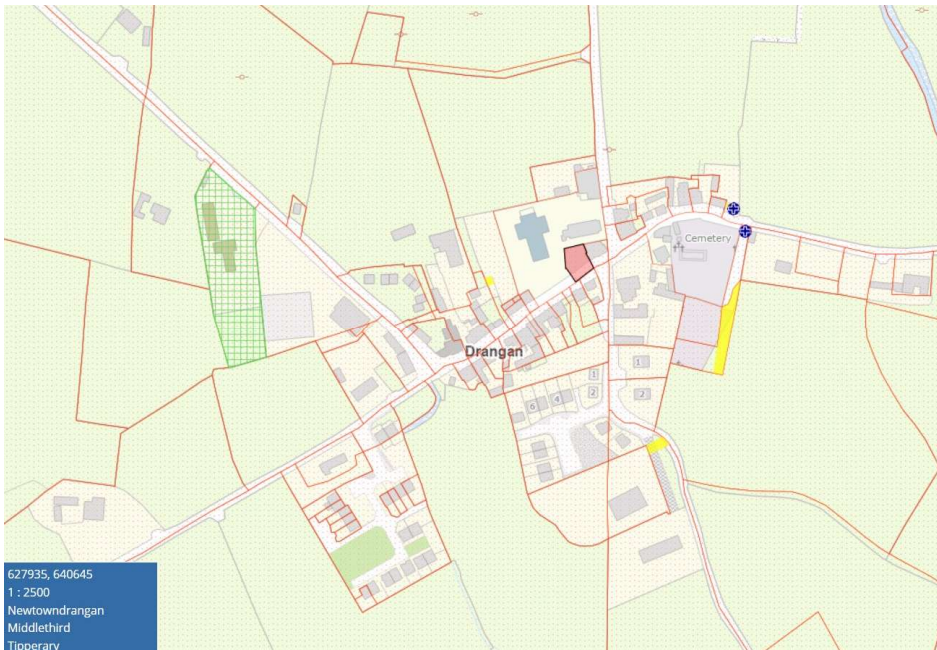 Cemetery
Drangan
1
1
6
4
2
2
627935, 640645
1 : 2500
Newtowndrangan
Middlethird
Tipperary